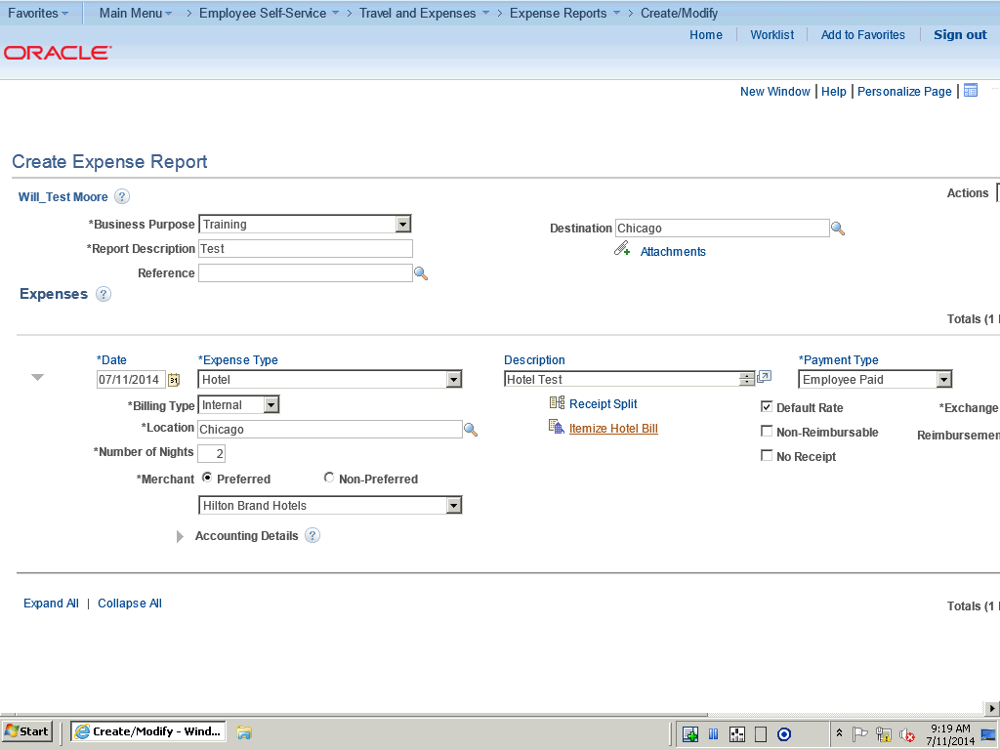 Favorites Main Menu > Employee Self-Service > Travel and Expenses > Expense Reports > Create/Modify
Home Worklist Add to Favorites Sign out
ORACLE
New Window | Help | Personalize Page |
Create Expense Report
Will_Test Moore ?
Actions
*Business Purpose Training
Destination Chicago
*Report Description Test
Attachments
Reference
Expenses ?
Totals (1
*Date *Expense Type Description *Payment Type
07/11/2014 31 Hotel Hotel Test Employee Paid
*Billing Type Internal Receipt Split Default Rate *Exchange
*Location Chicago Itemize Hotel Bill Non-Reimbursable Reimbursemen
*Number of Nights 2 No Receipt
*Merchant Preferred Non-Preferred
Hilton Brand Hotels
Accounting Details ?
Expand All | Collapse All
Totals (1
Start Create/Modify - Wind... 9:19 AM
7/11/2014